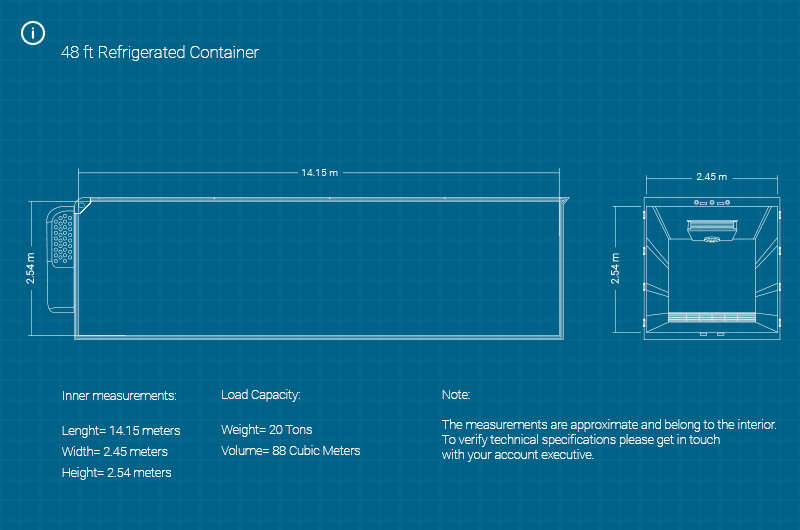 i
48 ft Refrigerated Container
14.15 m
2.45 m
2.54 m
2.54 m
Inner measurements:
Lenght= 14.15 meters
Width= 2.45 meters
Height= 2.54 meters
Load Capacity:
Weight= 20 Tons
Volume= 88 Cubic Meters
Note:
The measurements are approximate and belong to the interior.
To verify technical specifications please get in touch
with your account executive.